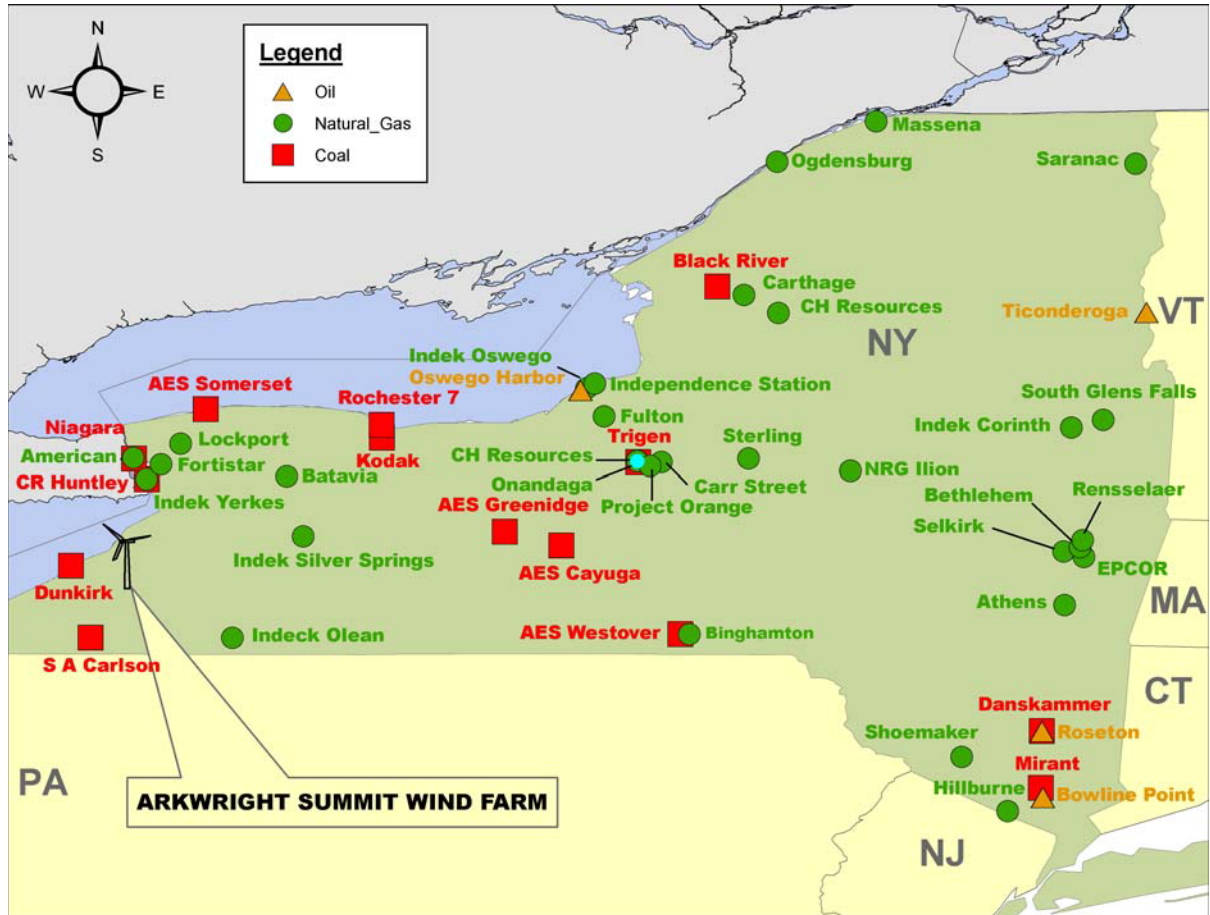 N
W
E
S
Legend
Oil
Natural_Gas
Coal
Massena
Ogdensburg
Saranac
Black River
Carthage
CH Resources
Ticonderoga
VT
NY
Indek Oswego
Oswego Harbor
Independence Station
AES Somerset
Rochester 7
South Glens Falls
Fulton
Indek Corinth
Niagara
Lockport
Trigen
Sterling
American
Fortistar
Kodak
CH Resources
NRG Ilion
CR Huntley
Batavia
Onandaga
Carr Street
Rensselaer
Indek Yerkes
Project Orange
Bethlehem
AES Greenidge
Selkirk
Indek Silver Springs
AES Cayuga
EPCOR
Dunkirk
Athens
MA
Indeck Olean
AES Westover
Binghamton
S A Carlson
CT
Danskammer
Shoemaker
Roseton
Mirant
PA
ARKWRIGHT SUMMIT WIND FARM
Hillburne
Bowline Point
NJ